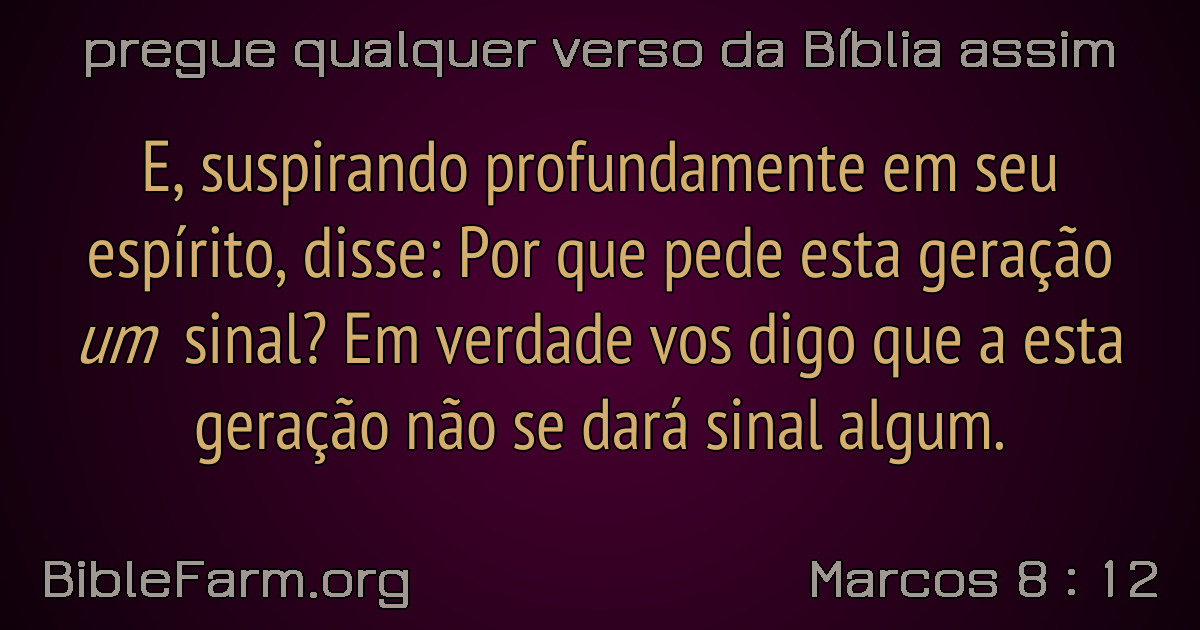 pregue qualquer verso da Bíblia assim
E, suspirando profundamente em seu
espírito, disse: Por que pede esta geração
um sinal? Em verdade vos digo que a esta
geração não se dará sinal algum.
BibleFarm.org
Marcos 8 : 12